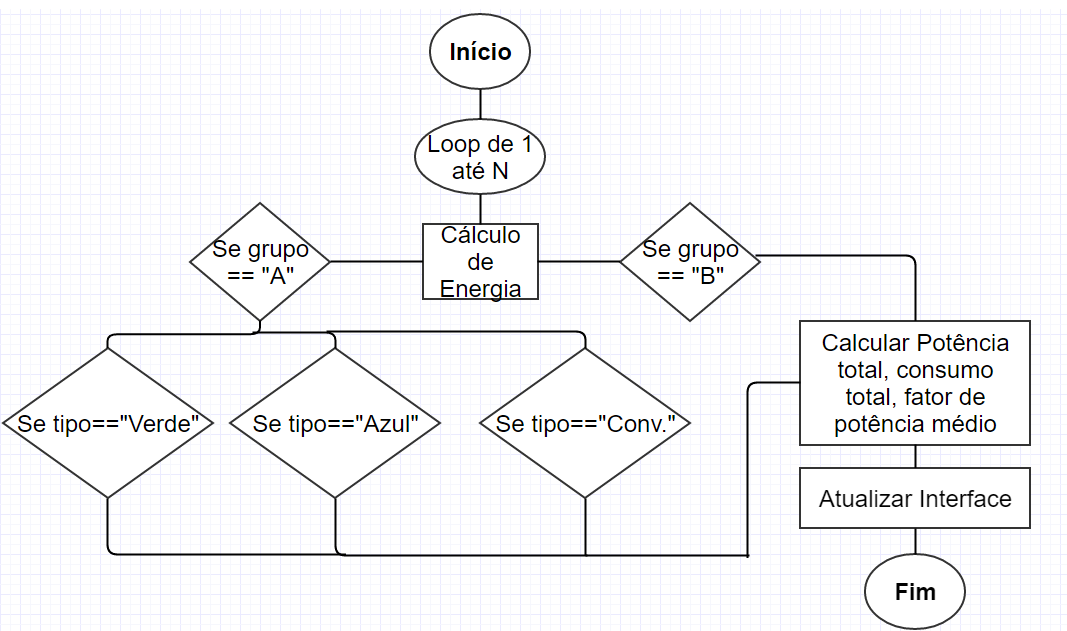 Início
Loop de 1
até N
Se grupo
== "A"
Cálculo
de
Energia
Se grupo
== "B"
Se tipo=="Verde"
Se tipo=="Azul"
Se tipo=="Conv."
Calcular Potência
total, consumo
total, fator de
potência médio
Atualizar Interface
Fim